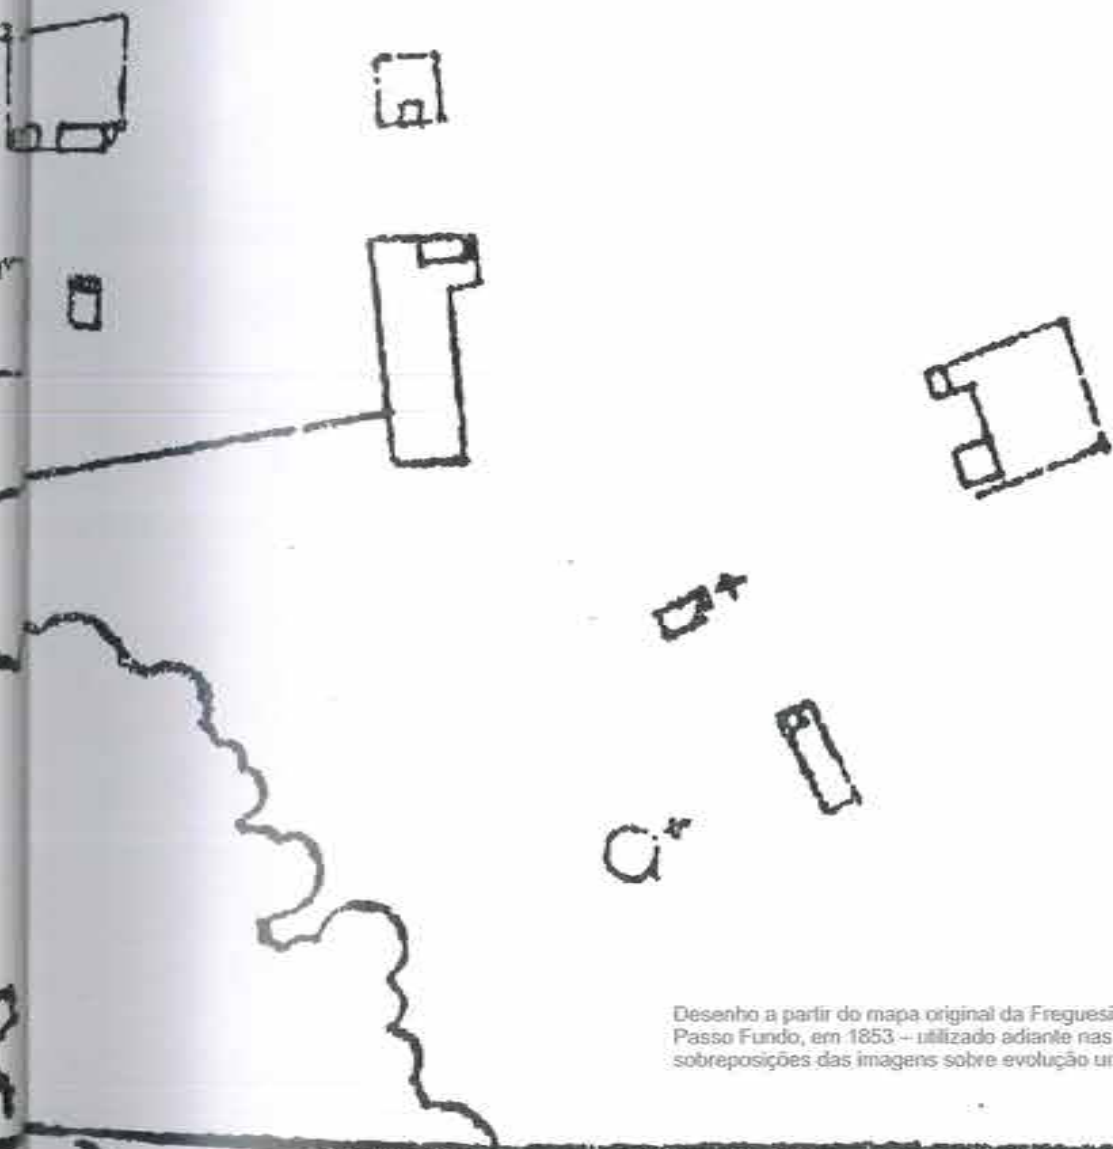 Desenho a partir do mapa original da Freguesi
Passo Fundo, em 1853 – utilizado adiante nas
sobreposições das imagens sobre evolução ur